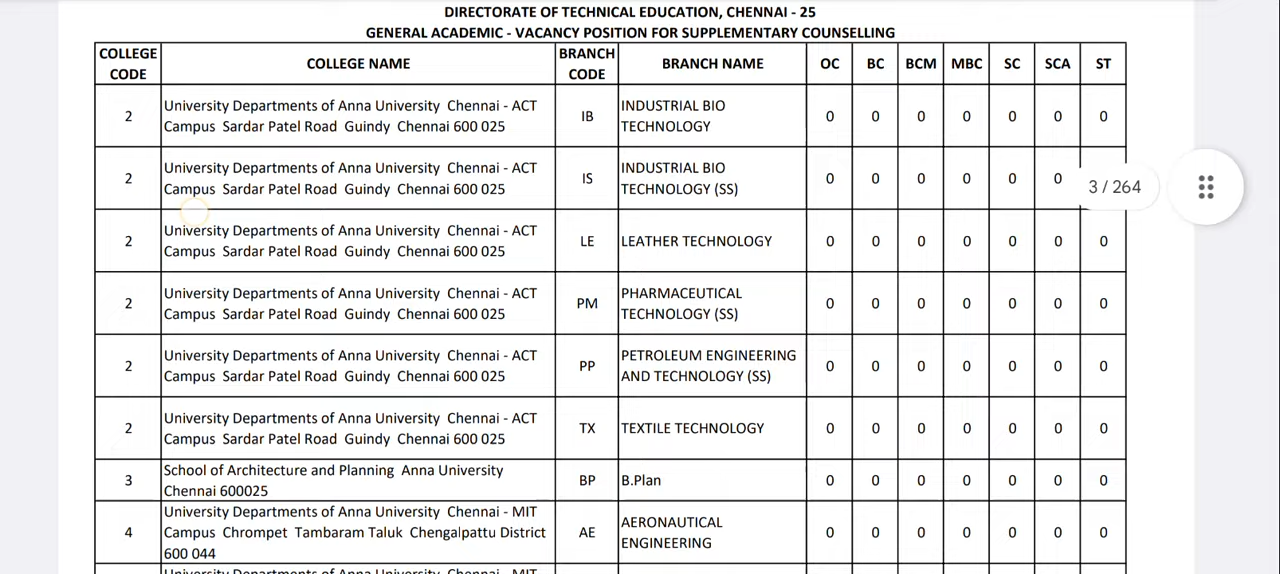 DIRECTORATE OF TECHNICAL EDUCATION, CHENNAI - 25
GENERAL ACADEMIC - VACANCY POSITION FOR SUPPLEMENTARY COUNSELLING
COLLEGE CODE COLLEGE NAME BRANCH CODE BRANCH NAME OC BC BCM MBC SC SCA ST
2 University Departments of Anna University Chennai - ACT Campus Sardar Patel Road Guindy Chennai 600 025 IB INDUSTRIAL BIO TECHNOLOGY 0 0 0 0 0 0 0
2 University Departments of Anna University Chennai - ACT Campus Sardar Patel Road Guindy Chennai 600 025 IS INDUSTRIAL BIO TECHNOLOGY (SS) 0 0 0 0 0 0
3 / 264
2 University Departments of Anna University Chennai - ACT Campus Sardar Patel Road Guindy Chennai 600 025 LE LEATHER TECHNOLOGY 0 0 0 0 0 0 0
2 University Departments of Anna University Chennai - ACT Campus Sardar Patel Road Guindy Chennai 600 025 PM PHARMACEUTICAL TECHNOLOGY (SS) 0 0 0 0 0 0 0
2 University Departments of Anna University Chennai - ACT Campus Sardar Patel Road Guindy Chennai 600 025 PP PETROLEUM ENGINEERING AND TECHNOLOGY (SS) 0 0 0 0 0 0 0
2 University Departments of Anna University Chennai - ACT Campus Sardar Patel Road Guindy Chennai 600 025 TX TEXTILE TECHNOLOGY 0 0 0 0 0 0 0
3 School of Architecture and Planning Anna University Chennai 600025 BP B.Plan 0 0 0 0 0 0 0
4 University Departments of Anna University Chennai - MIT Campus Chrompet Tambaram Taluk Chengalpattu District 600 044 AE AERONAUTICAL ENGINEERING 0 0 0 0 0 0 0